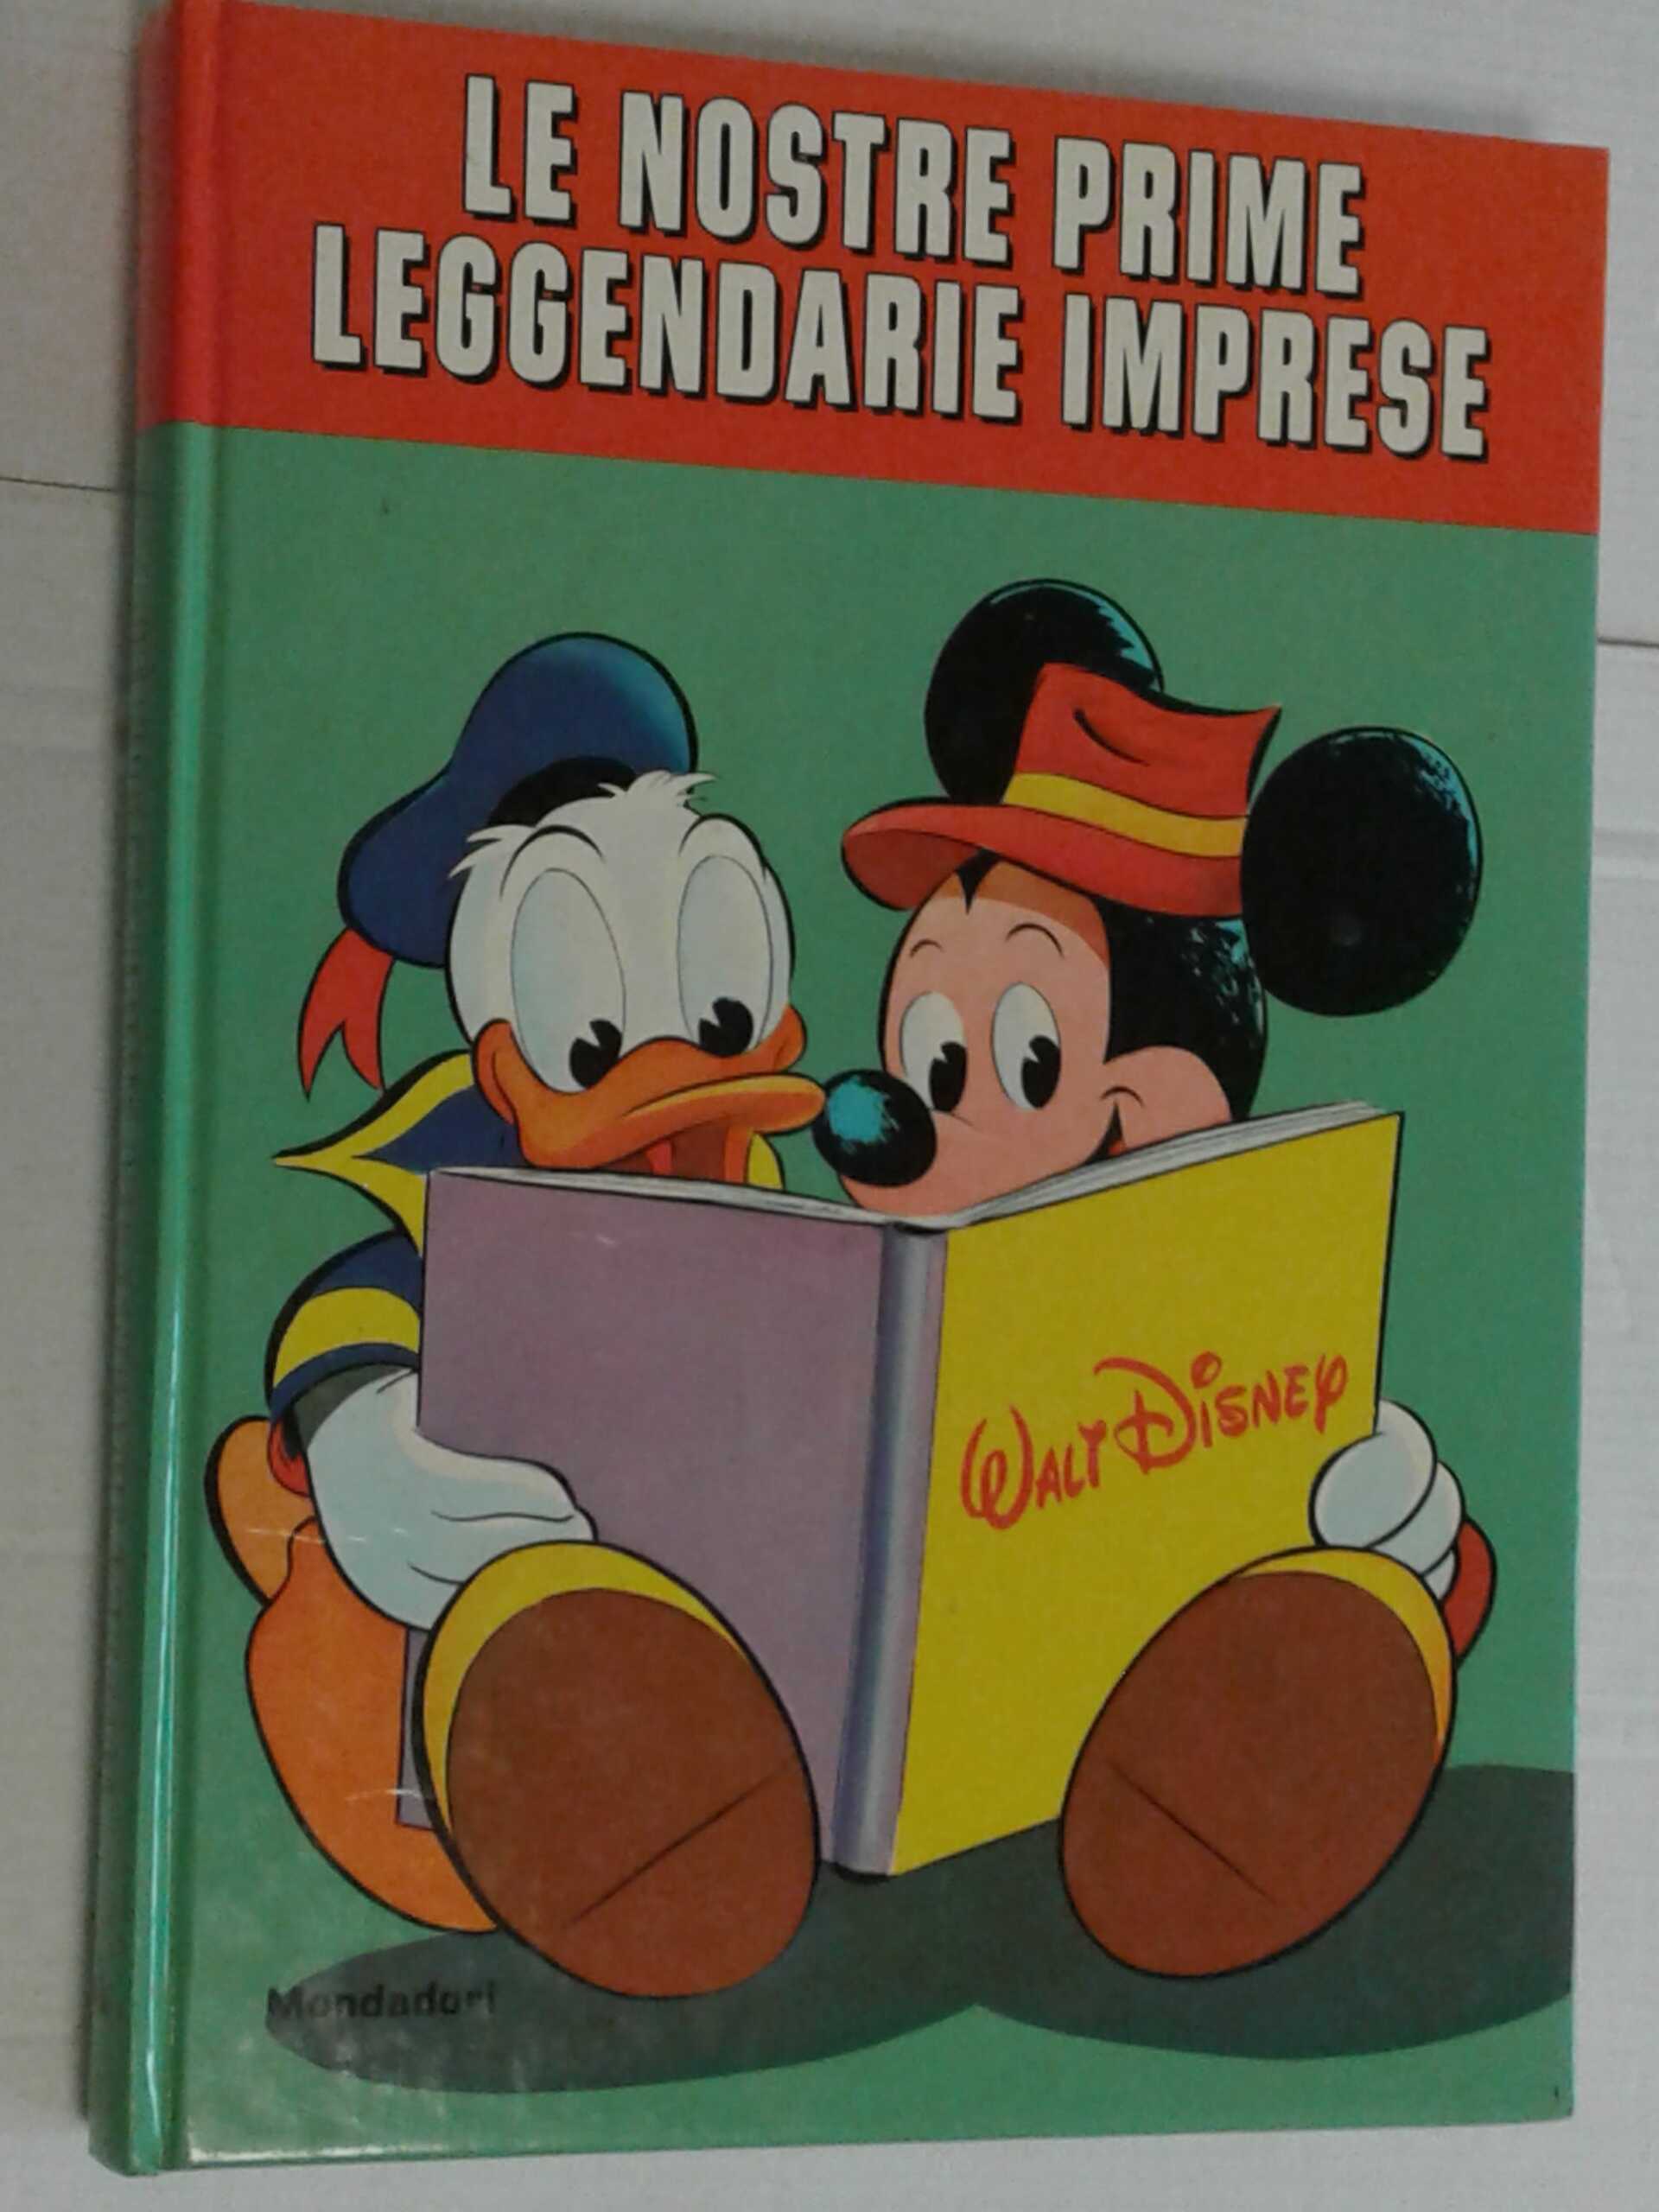 LE NOSTRE PRIME
LEGGENDARIE IMPRESE
WALT DISNEY
Mondadori